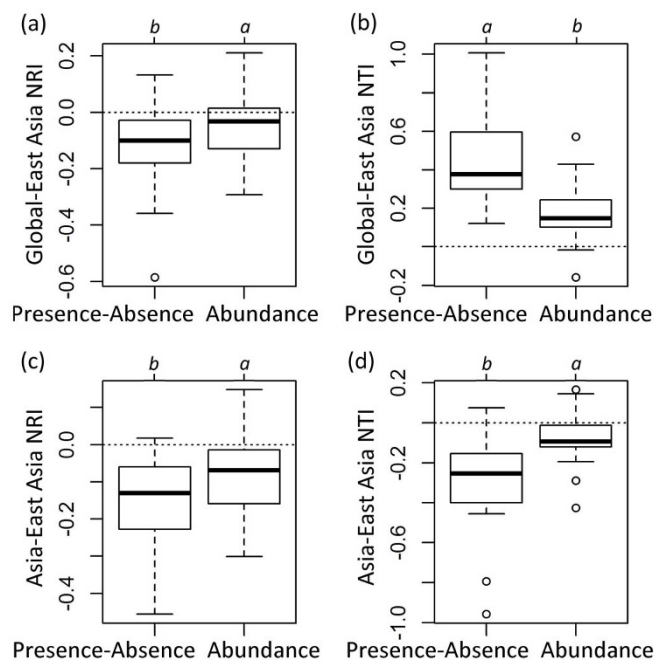 (a)
b
a
Global-East Asia NRI
0.2
0.0
-0.2
-0.4
-0.6
Presence-Absence Abundance
(b)
a
b
Global-East Asia NTI
1.0
0.6
0.2
-0.2
Presence-Absence Abundance
(c)
b
a
Asia-East Asia NRI
0.0
-0.2
-0.4
Presence-Absence Abundance
(d)
b
a
Asia-East Asia NTI
0.2
-0.2
-0.6
-1.0
Presence-Absence Abundance